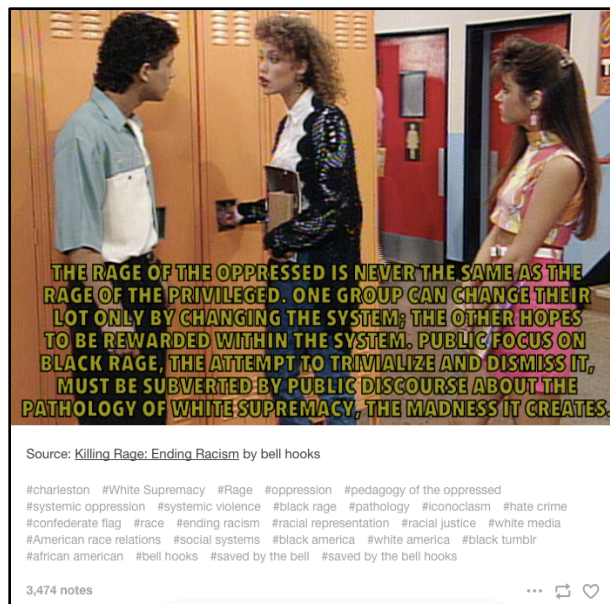 THE RAGE OF THE OPPRESSED IS NEVER THE SAME AS THE
RAGE OF THE PRIVILEGED. ONE GROUP CAN CHANGE THEIR
LOT ONLY BY CHANGING THE SYSTEM; THE OTHER HOPES
TO BE REWARDED WITHIN THE SYSTEM. PUBLIC FOCUS ON
BLACK RAGE, THE ATTEMPT TO TRIVIALIZE AND DISMISS IT,
MUST BE SUBVERTED BY PUBLIC DISCOURSE ABOUT THE
PATHOLOGY OF WHITE SUPREMACY, THE MADNESS IT CREATES.
Source: Killing Rage: Ending Racism by bell hooks
#charleston #White Supremacy #Rage #oppression #pedagogy of the oppressed
#systemic oppression #systemic violence #black rage #pathology #iconoclasm #hate crime
#confederate flag #race #ending racism #racial representation #racial justice #white media
#American race relations #social systems #black america #white america #black tumblr
#african american #bell hooks #saved by the bell #saved by the bell hooks
3,474 notes